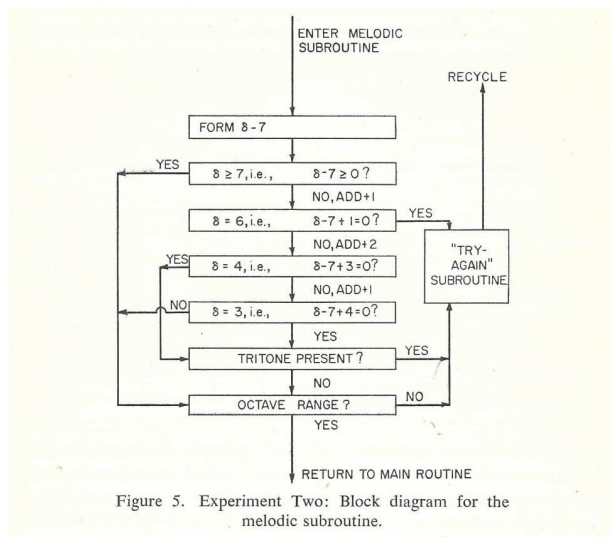 ENTER MELODIC
SUBROUTINE
RECYCLE
FORM δ-7
YES
δ ≥ 7, i.e., δ-7 ≥ 0?
NO, ADD+1
δ = 6, i.e., δ-7+1=0?
YES
NO, ADD+2
"TRY-
AGAIN"
SUBROUTINE
YES
δ = 4, i.e., δ-7+3=0?
NO, ADD+1
NO
δ = 3, i.e., δ-7+4=0?
YES
TRITONE PRESENT?
YES
NO
OCTAVE RANGE?
NO
YES
RETURN TO MAIN ROUTINE
Figure 5. Experiment Two: Block diagram for the
melodic subroutine.